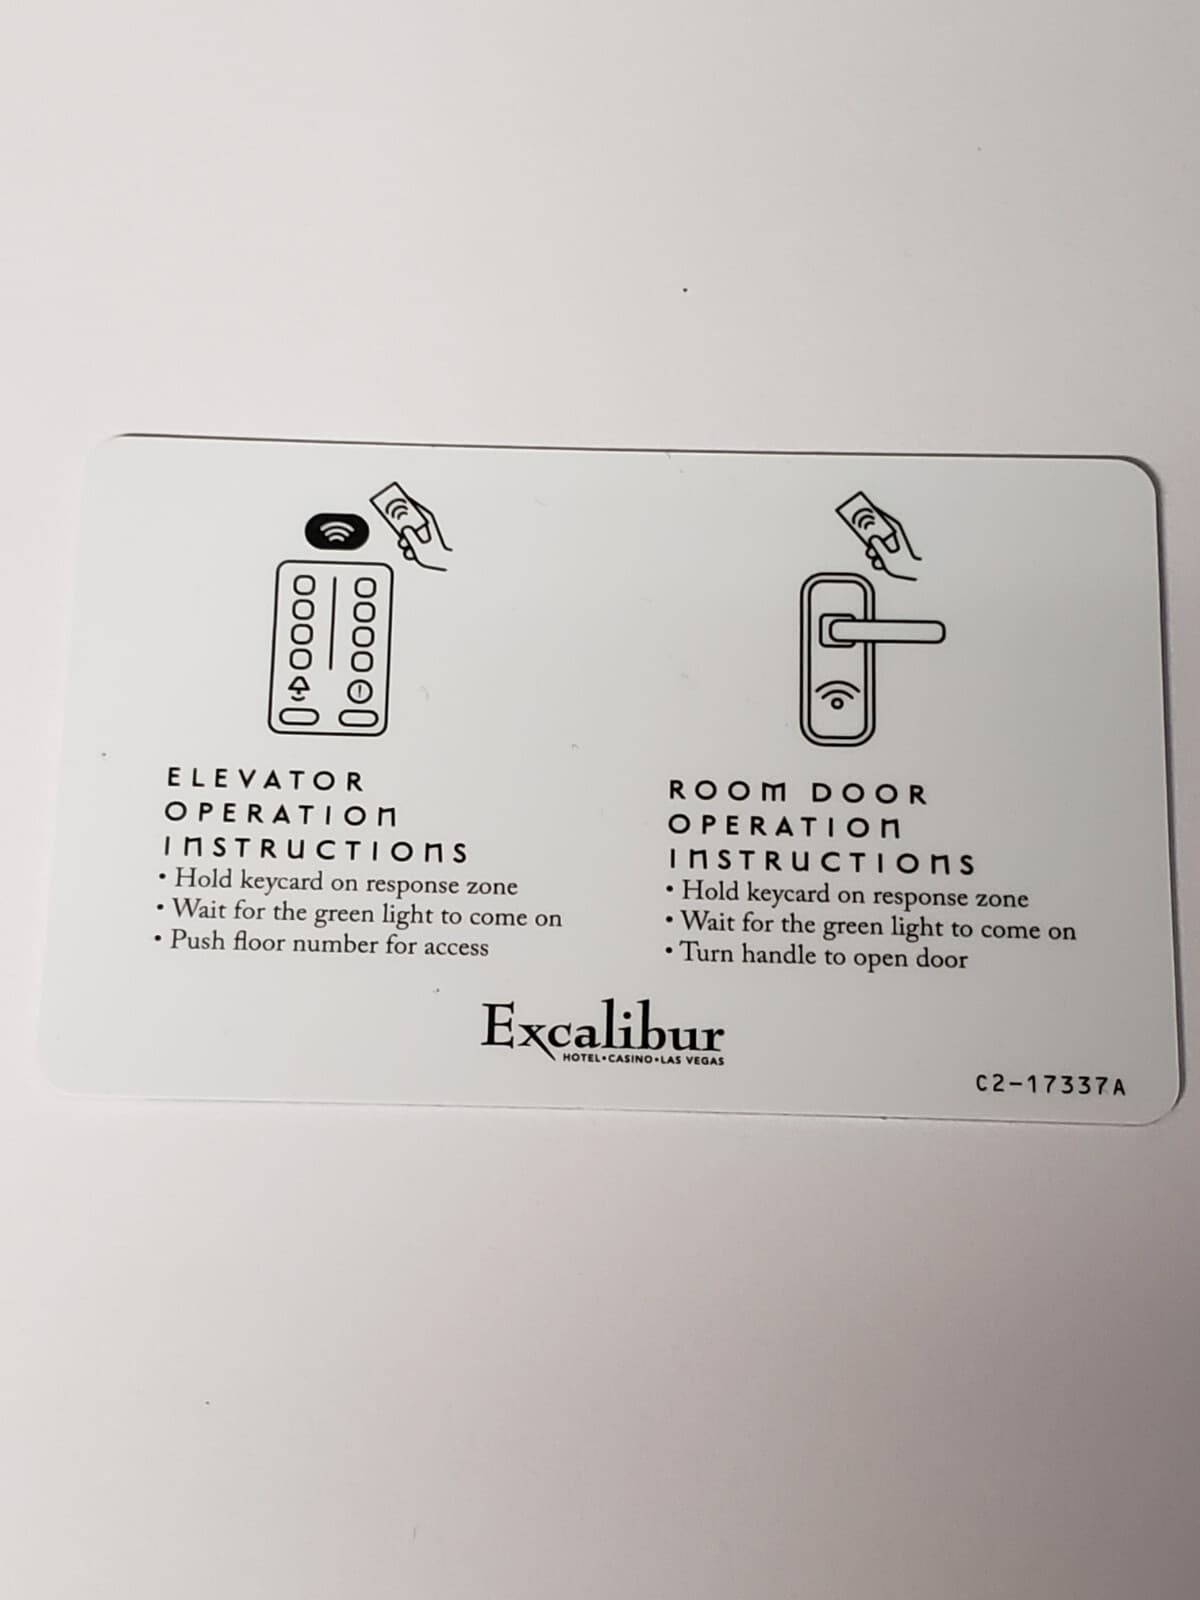 ELEVATOR
OPERATION
INSTRUCTIONS
• Hold keycard on response zone
• Wait for the green light to come on
• Push floor number for access
ROOM DOOR
OPERATION
INSTRUCTIONS
• Hold keycard on response zone
• Wait for the green light to come on
• Turn handle to open door
Excalibur
HOTEL•CASINO•LAS VEGAS
C2-17337A